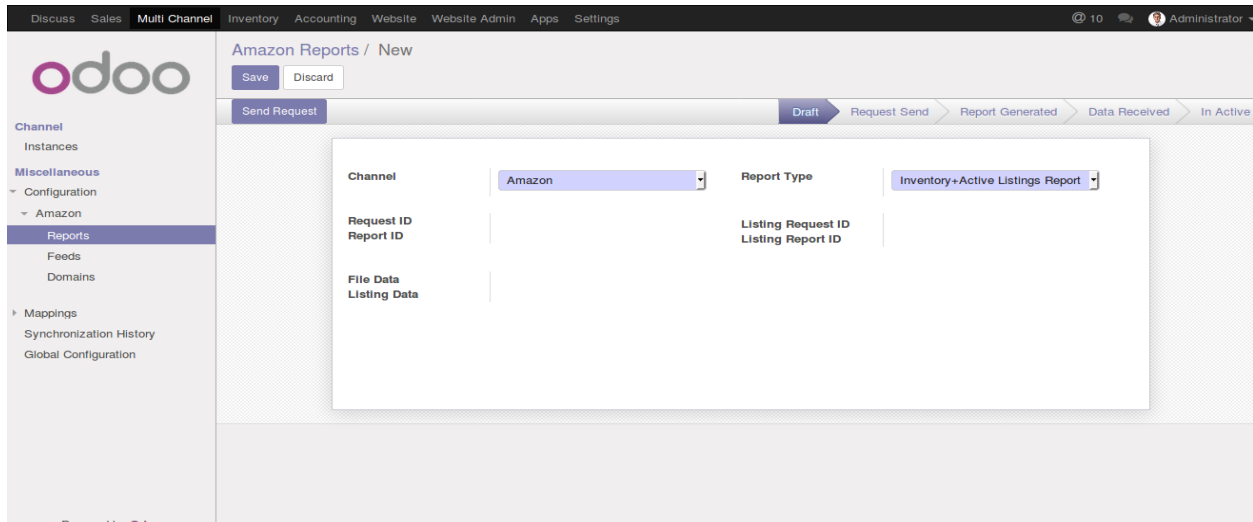 Discuss Sales Multi Channel Inventory Accounting Website Website Admin Apps Settings @ 10 Administrator
odoo
Amazon Reports / New
Save Discard
Send Request Draft Request Send Report Generated Data Received In Active
Channel
Instances
Miscellaneous
Configuration
Amazon
Reports
Feeds
Domains
Mappings
Synchronization History
Global Configuration
Channel Amazon Report Type Inventory+Active Listings Report
Request ID
Report ID
Listing Request ID
Listing Report ID
File Data
Listing Data